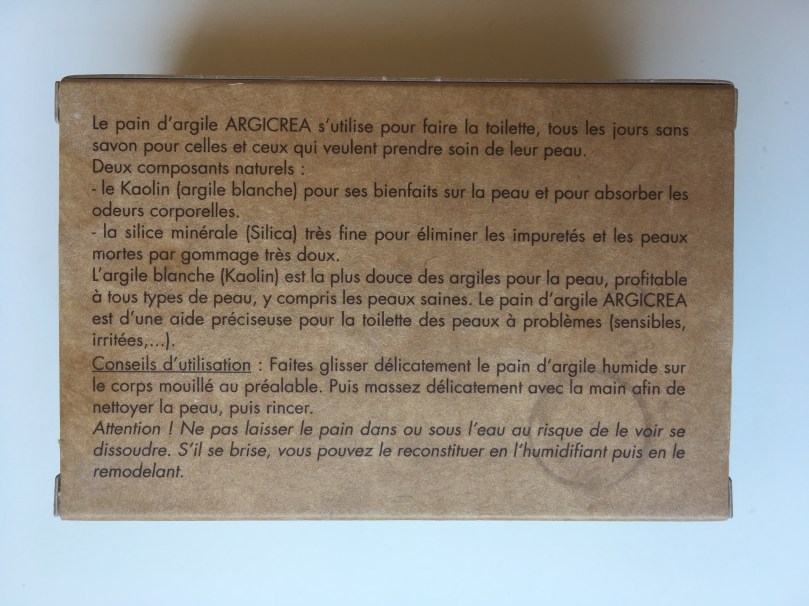 Le pain d'argile ARGICREA s'utilise pour faire la toilette, tous les jours sans
savon pour celles et ceux qui veulent prendre soin de leur peau.
Deux composants naturels :
- le Kaolin (argile blanche) pour ses bienfaits sur la peau et pour absorber les
odeurs corporelles.
- la silice minérale (Silica) très fine pour éliminer les impuretés et les peaux
mortes par gommage très doux.
L'argile blanche (Kaolin) est la plus douce des argiles pour la peau, profitable
à tous types de peau, y compris les peaux saines. Le pain d'argile ARGICREA
est d'une aide préciseuse pour la toilette des peaux à problèmes (sensibles,
irritées,...).
Conseils d'utilisation : Faites glisser délicatement le pain d'argile humide sur
le corps mouillé au préalable. Puis massez délicatement avec la main afin de
nettoyer la peau, puis rincer.
Attention ! Ne pas laisser le pain dans ou sous l'eau au risque de le voir se
dissoudre. S'il se brise, vous pouvez le reconstituer en l'humidifiant puis en le
remodelant.